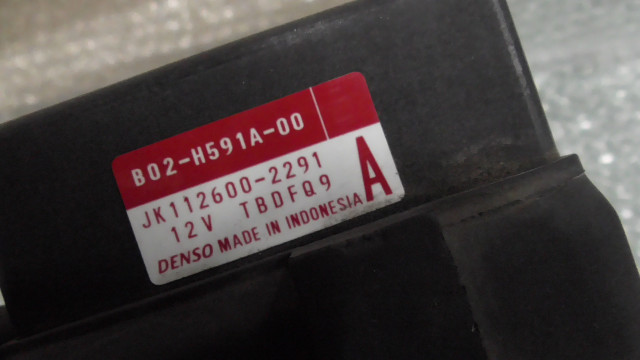 B02-H591A-00
JK112600-2291
12V TBDFQ9
A
DENSO MADE IN INDONESIA